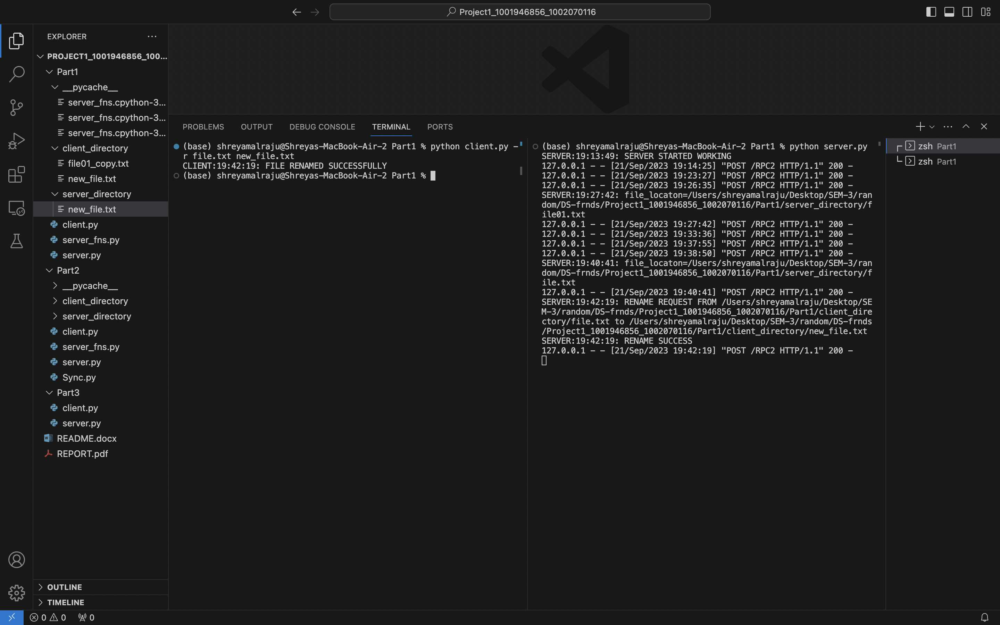 Project1_1001946856_1002070116
EXPLORER
PROJECT1_1001946856_100...
Part1
__pycache__
server_fns.cpython-3...
server_fns.cpython-3...
server_fns.cpython-3...
client_directory
file01_copy.txt
new_file.txt
server_directory
new_file.txt
client.py
server_fns.py
server.py
Part2
__pycache__
client_directory
server_directory
client.py
server_fns.py
server.py
Sync.py
Part3
client.py
server.py
README.docx
REPORT.pdf
OUTLINE
TIMELINE
PROBLEMS OUTPUT DEBUG CONSOLE TERMINAL PORTS
(base) shreyamalraju@Shreyas-MacBook-Air-2 Part1 % python client.py -
r file.txt new_file.txt
CLIENT:19:42:19: FILE RENAMED SUCCESSFULLY
(base) shreyamalraju@Shreyas-MacBook-Air-2 Part1 %
(base) shreyamalraju@Shreyas-MacBook-Air-2 Part1 % python server.py
SERVER:19:13:49: SERVER STARTED WORKING
127.0.0.1 - - [21/Sep/2023 19:14:25] "POST /RPC2 HTTP/1.1" 200 -
127.0.0.1 - - [21/Sep/2023 19:23:27] "POST /RPC2 HTTP/1.1" 200 -
127.0.0.1 - - [21/Sep/2023 19:26:35] "POST /RPC2 HTTP/1.1" 200 -
SERVER:19:27:42: file_locaton=/Users/shreyamalraju/Desktop/SEM-3/ran
dom/DS-frnds/Project1_1001946856_1002070116/Part1/server_directory/f
ile01.txt
127.0.0.1 - - [21/Sep/2023 19:27:42] "POST /RPC2 HTTP/1.1" 200 -
127.0.0.1 - - [21/Sep/2023 19:33:36] "POST /RPC2 HTTP/1.1" 200 -
127.0.0.1 - - [21/Sep/2023 19:37:55] "POST /RPC2 HTTP/1.1" 200 -
127.0.0.1 - - [21/Sep/2023 19:38:50] "POST /RPC2 HTTP/1.1" 200 -
SERVER:19:40:41: file_locaton=/Users/shreyamalraju/Desktop/SEM-3/ran
dom/DS-frnds/Project1_1001946856_1002070116/Part1/server_directory/f
ile.txt
127.0.0.1 - - [21/Sep/2023 19:40:41] "POST /RPC2 HTTP/1.1" 200 -
SERVER:19:42:19: RENAME REQUEST FROM /Users/shreyamalraju/Desktop/SE
M-3/random/DS-frnds/Project1_1001946856_1002070116/Part1/client_dire
ctory/file.txt to /Users/shreyamalraju/Desktop/SEM-3/random/DS-frnds
/Project1_1001946856_1002070116/Part1/client_directory/new_file.txt
SERVER:19:42:19: RENAME SUCCESS
127.0.0.1 - - [21/Sep/2023 19:42:19] "POST /RPC2 HTTP/1.1" 200 -
zsh Part1
zsh Part1
0 0 0